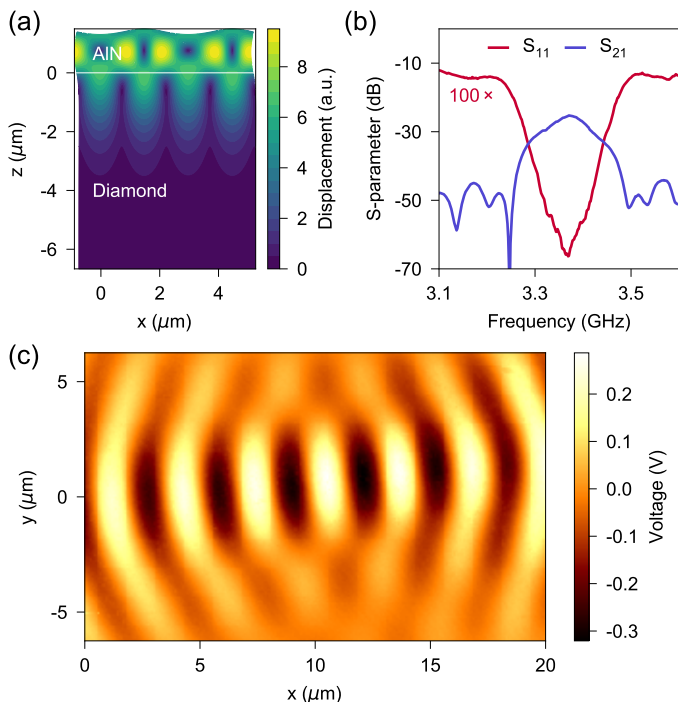 (a)
AlN
Diamond
0
-2
-4
-6
z (μm)
0
2
4
x (μm)
8
6
4
2
0
Displacement (a.u.)
(b)
S11
S21
100 ×
-10
-30
-50
-70
S-parameter (dB)
3.1
3.3
3.5
Frequency (GHz)
(c)
5
0
-5
y (μm)
0
5
10
15
20
x (μm)
0.2
0.1
0.0
-0.1
-0.2
-0.3
Voltage (V)